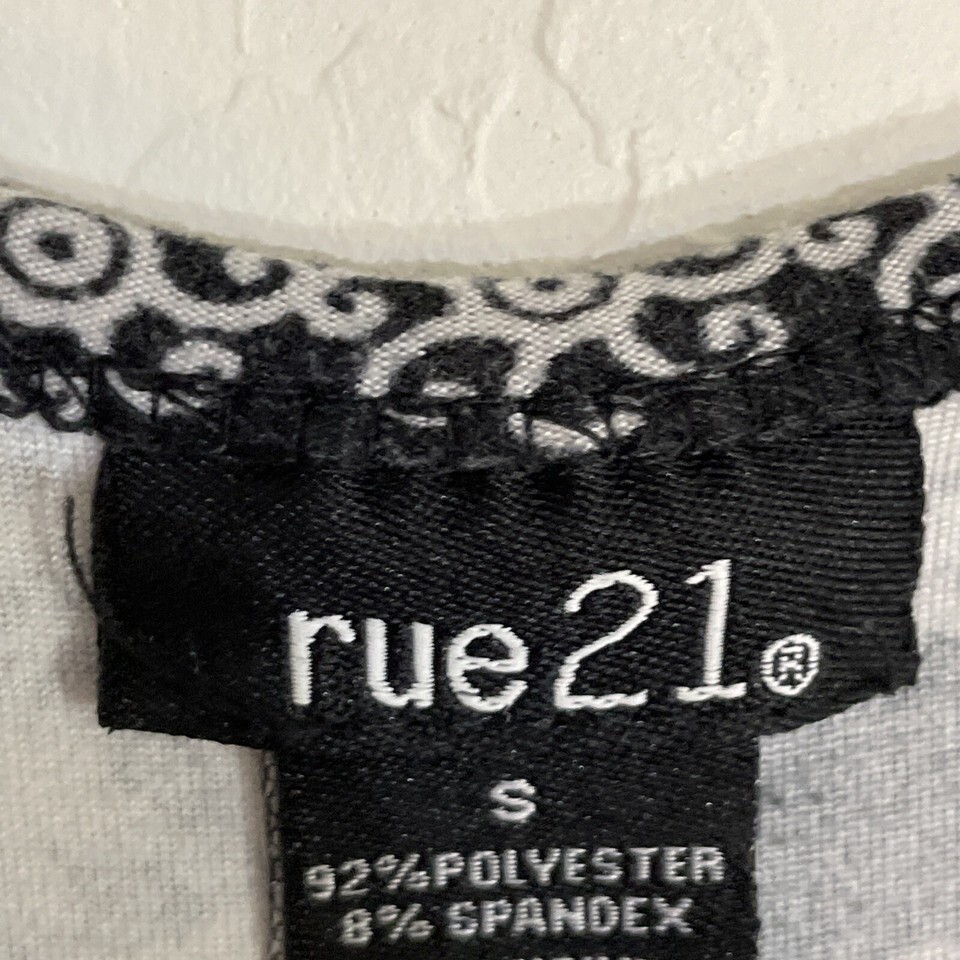 rue21®
S
92%POLYESTER
8% SPANDEX